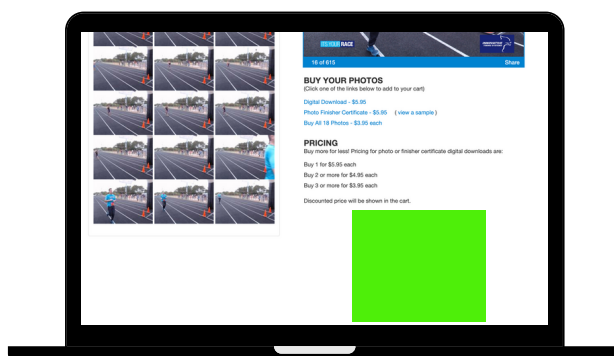 IT'S YOUR RACE
16 of 615
Share
BUY YOUR PHOTOS
(Click one of the links below to add to your cart)
Digital Download - $5.95
Photo Finisher Certificate - $5.95 ( view a sample )
Buy All 18 Photos - $3.95 each
PRICING
Buy more for less! Pricing for photo or finisher certificate digital downloads are:
Buy 1 for $5.95 each
Buy 2 or more for $4.95 each
Buy 3 or more for $3.95 each
Discounted price will be shown in the cart.